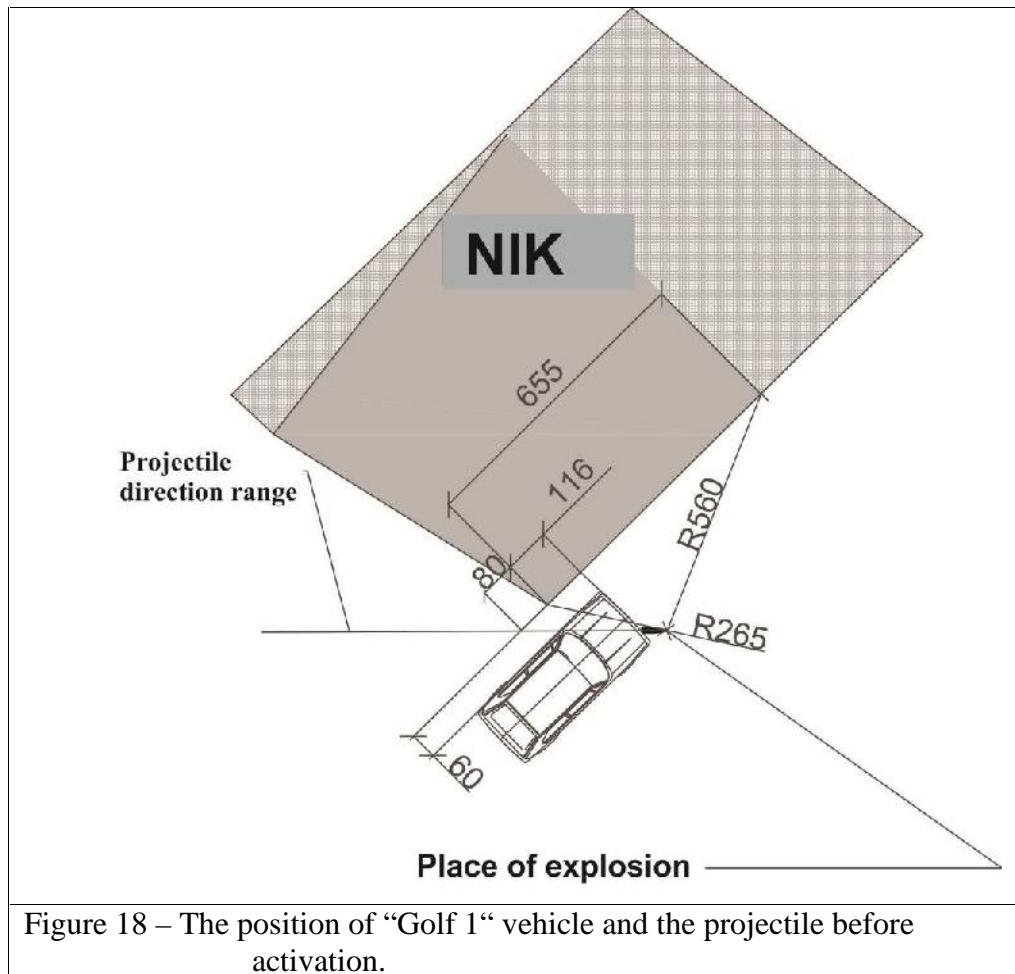 NIK
655
116
Projectile
direction range
R560
80
R265
60
Place of explosion
Figure 18 – The position of “Golf 1“ vehicle and the projectile before
activation.